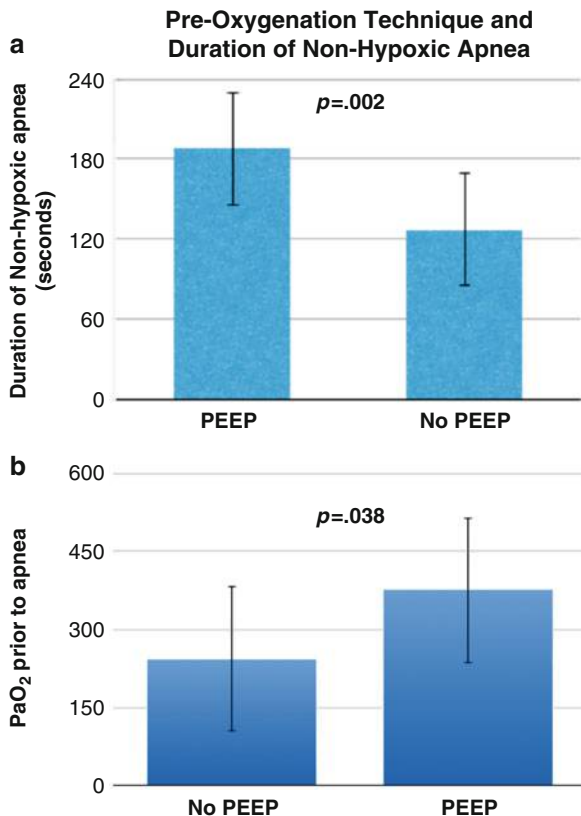 Pre-Oxygenation Technique and
Duration of Non-Hypoxic Apnea
a
Duration of Non-hypoxic apnea
(seconds)
240
180
120
60
0
p=.002
PEEP
No PEEP
b
PaO2 prior to apnea
600
450
300
150
0
p=.038
No PEEP
PEEP